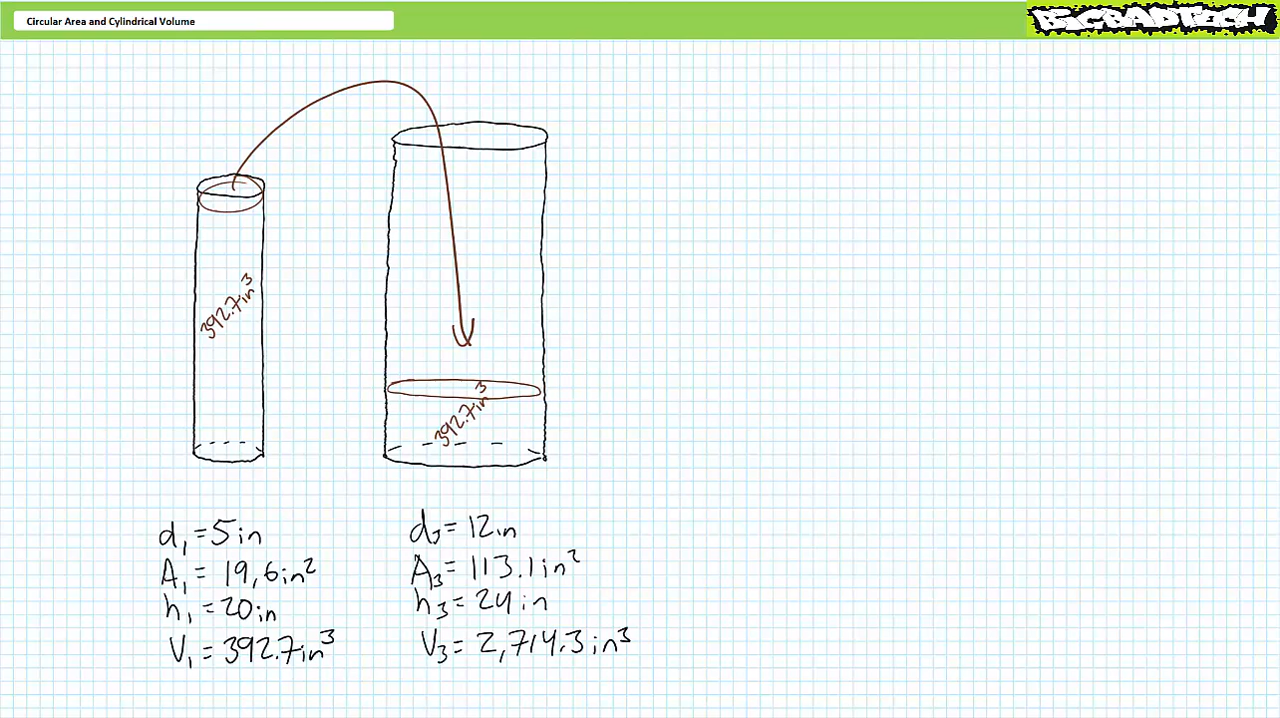 Circular Area and Cylindrical Volume
BIGBADTECH
392.7in³
392.7in³
d₁ = 5in
A₁ = 19,6in²
h₁ = 20in
V₁ = 392.7in³
d₃ = 12in
A₃ = 113.1in²
h₃ = 24in
V₃ = 2,714.3in³